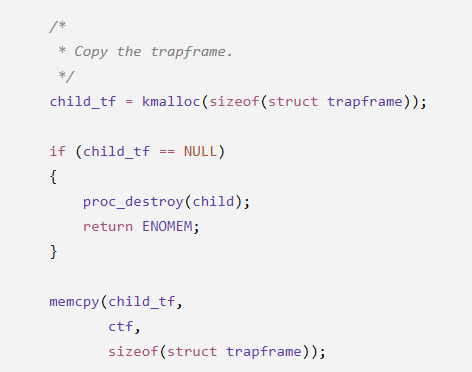 /*
 * Copy the trapframe.
 */
child_tf = kmalloc(sizeof(struct trapframe));
if (child_tf == NULL)
{
    proc_destroy(child);
    return ENOMEM;
}
memcpy(child_tf,
       ctf,
       sizeof(struct trapframe));